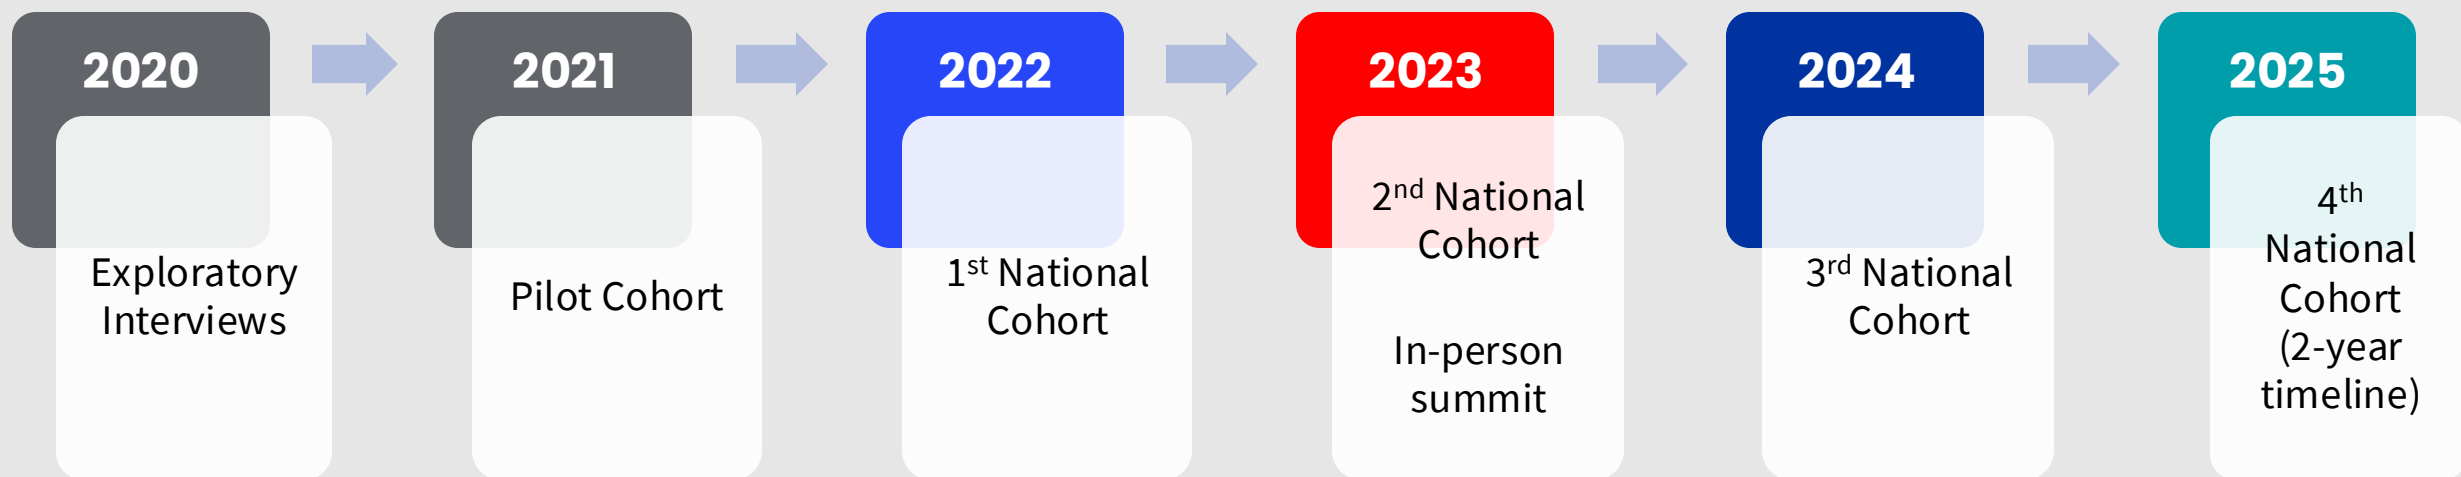 2020
Exploratory
Interviews
2021
Pilot Cohort
2022
1st National
Cohort
2023
2nd National
Cohort
In-person
summit
2024
3rd National
Cohort
2025
4th
National
Cohort
(2-year
timeline)